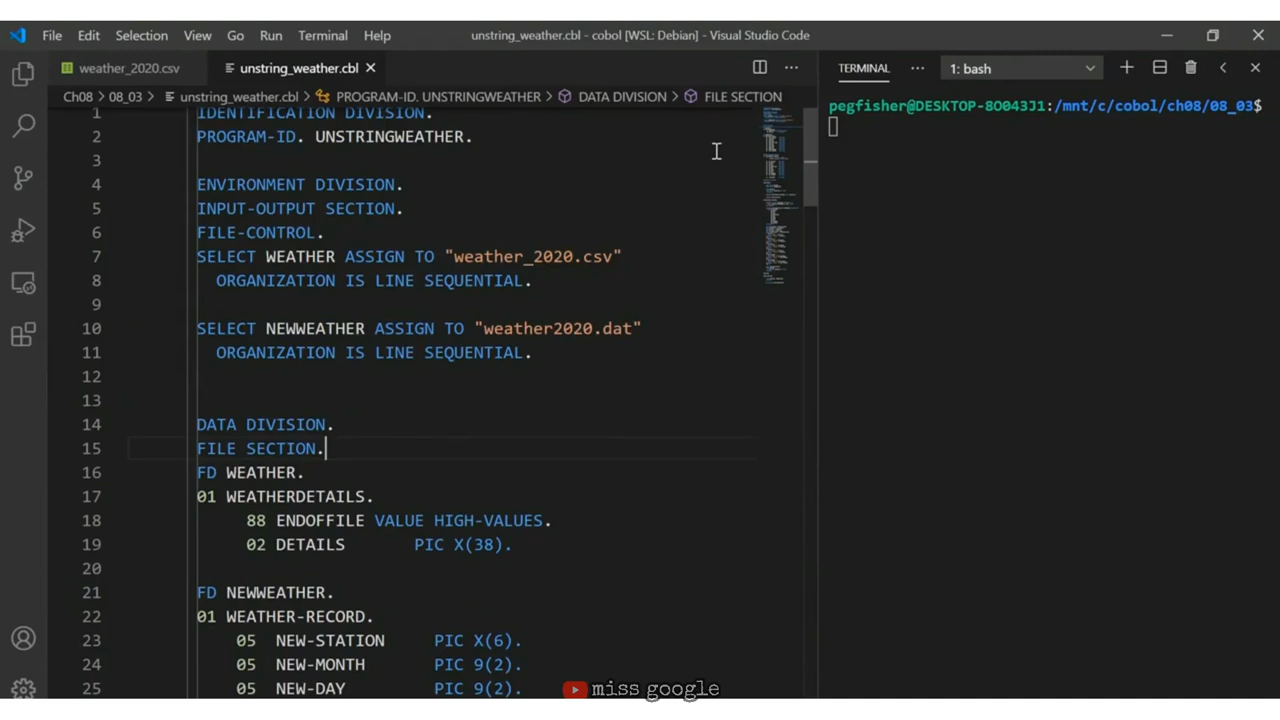 File Edit Selection View Go Run Terminal Help unstring_weather.cbl - cobol [WSL: Debian] - Visual Studio Code
weather_2020.csv unstring_weather.cbl TERMINAL 1: bash
Ch08 > 08_03 > unstring_weather.cbl > PROGRAM-ID. UNSTRINGWEATHER > DATA DIVISION > FILE SECTION
pegfisher@DESKTOP-8O043J1:/mnt/c/cobol/ch08/08_03$
1 IDENTIFICATION DIVISION.
2 PROGRAM-ID. UNSTRINGWEATHER.
3
4 ENVIRONMENT DIVISION.
5 INPUT-OUTPUT SECTION.
6 FILE-CONTROL.
7 SELECT WEATHER ASSIGN TO "weather_2020.csv"
8 ORGANIZATION IS LINE SEQUENTIAL.
9
10 SELECT NEWWEATHER ASSIGN TO "weather2020.dat"
11 ORGANIZATION IS LINE SEQUENTIAL.
12
13
14 DATA DIVISION.
15 FILE SECTION.
16 FD WEATHER.
17 01 WEATHERDETAILS.
18 88 ENDOFFILE VALUE HIGH-VALUES.
19 02 DETAILS PIC X(38).
20
21 FD NEWWEATHER.
22 01 WEATHER-RECORD.
23 05 NEW-STATION PIC X(6).
24 05 NEW-MONTH PIC 9(2).
25 05 NEW-DAY PIC 9(2).
miss google